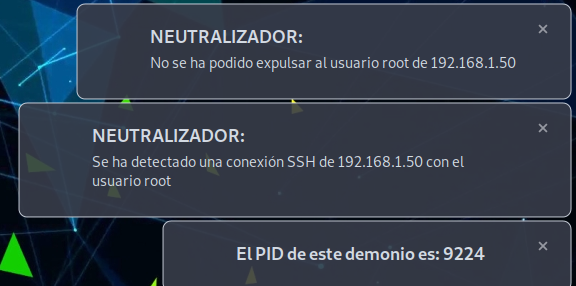 NEUTRALIZADOR:
No se ha podido expulsar al usuario root de 192.168.1.50
NEUTRALIZADOR:
Se ha detectado una conexión SSH de 192.168.1.50 con el
usuario root
El PID de este demonio es: 9224